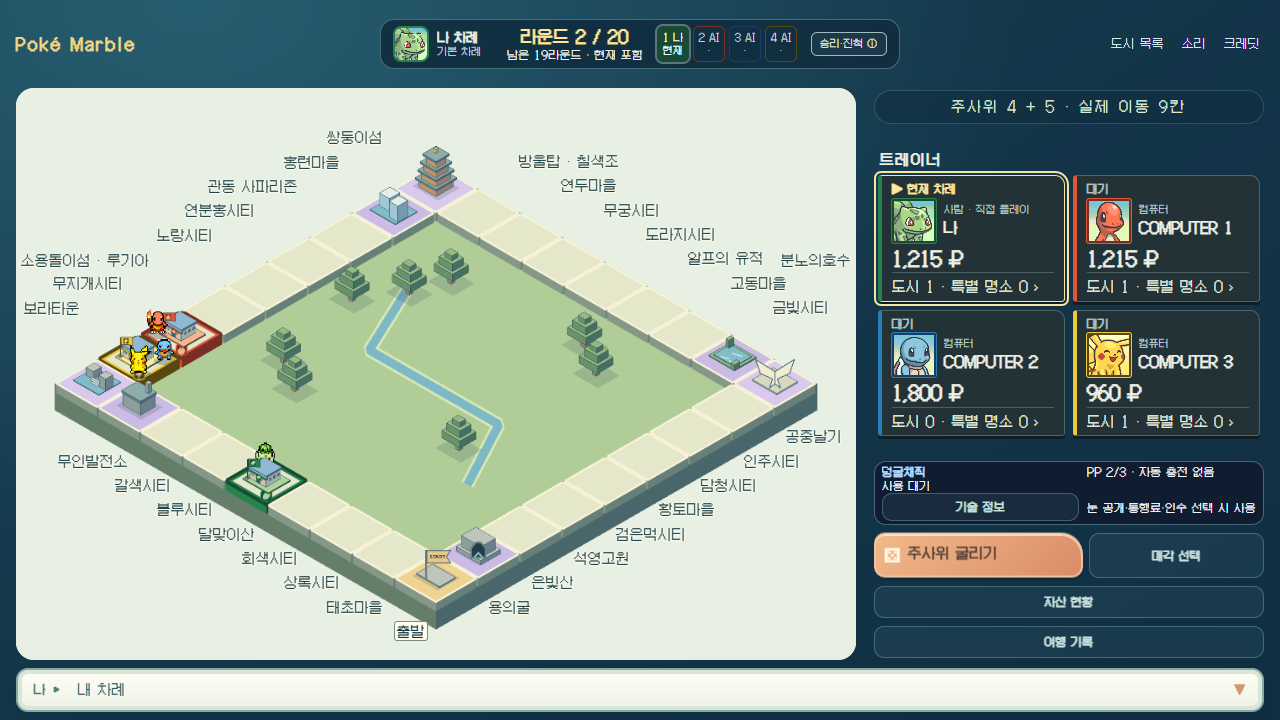 Poké Marble
나 차례
기본 차례
라운드 2 / 20
남은 19라운드 · 현재 포함
1 나
현재
2 AI
·
3 AI
·
4 AI
·
승리·진척 ⓘ
도시 목록
소리
크레딧
쌍둥이섬
홍련마을
관동 사파리존
연분홍시티
노랑시티
소용돌이섬 · 루기아
무지개시티
보라타운
방울탑 · 칠색조
연두마을
무궁시티
도라지시티
알프의 유적
분노의호수
고동마을
금빛시티
무인발전소
갈색시티
블루시티
달맞이산
회색시티
상록시티
태초마을
출발
START
공중날기
인주시티
담청시티
황토마을
검은먹시티
석영고원
은빛산
용의굴
주사위 4 + 5 · 실제 이동 9칸
트레이너
▶ 현재 차례
사람 · 직접 플레이
나
1,215 ₽
도시 1 · 특별 명소 0 ›
대기
컴퓨터
COMPUTER 1
1,215 ₽
도시 1 · 특별 명소 0 ›
대기
컴퓨터
COMPUTER 2
1,800 ₽
도시 0 · 특별 명소 0 ›
대기
컴퓨터
COMPUTER 3
960 ₽
도시 1 · 특별 명소 0 ›
덩굴채찍
사용 대기
PP 2/3 · 자동 충전 없음
기술 정보
눈 공개·통행료·인수 선택 시 사용
주사위 굴리기
매각 선택
자산 현황
여행 기록
나 ▶ 내 차례
▼